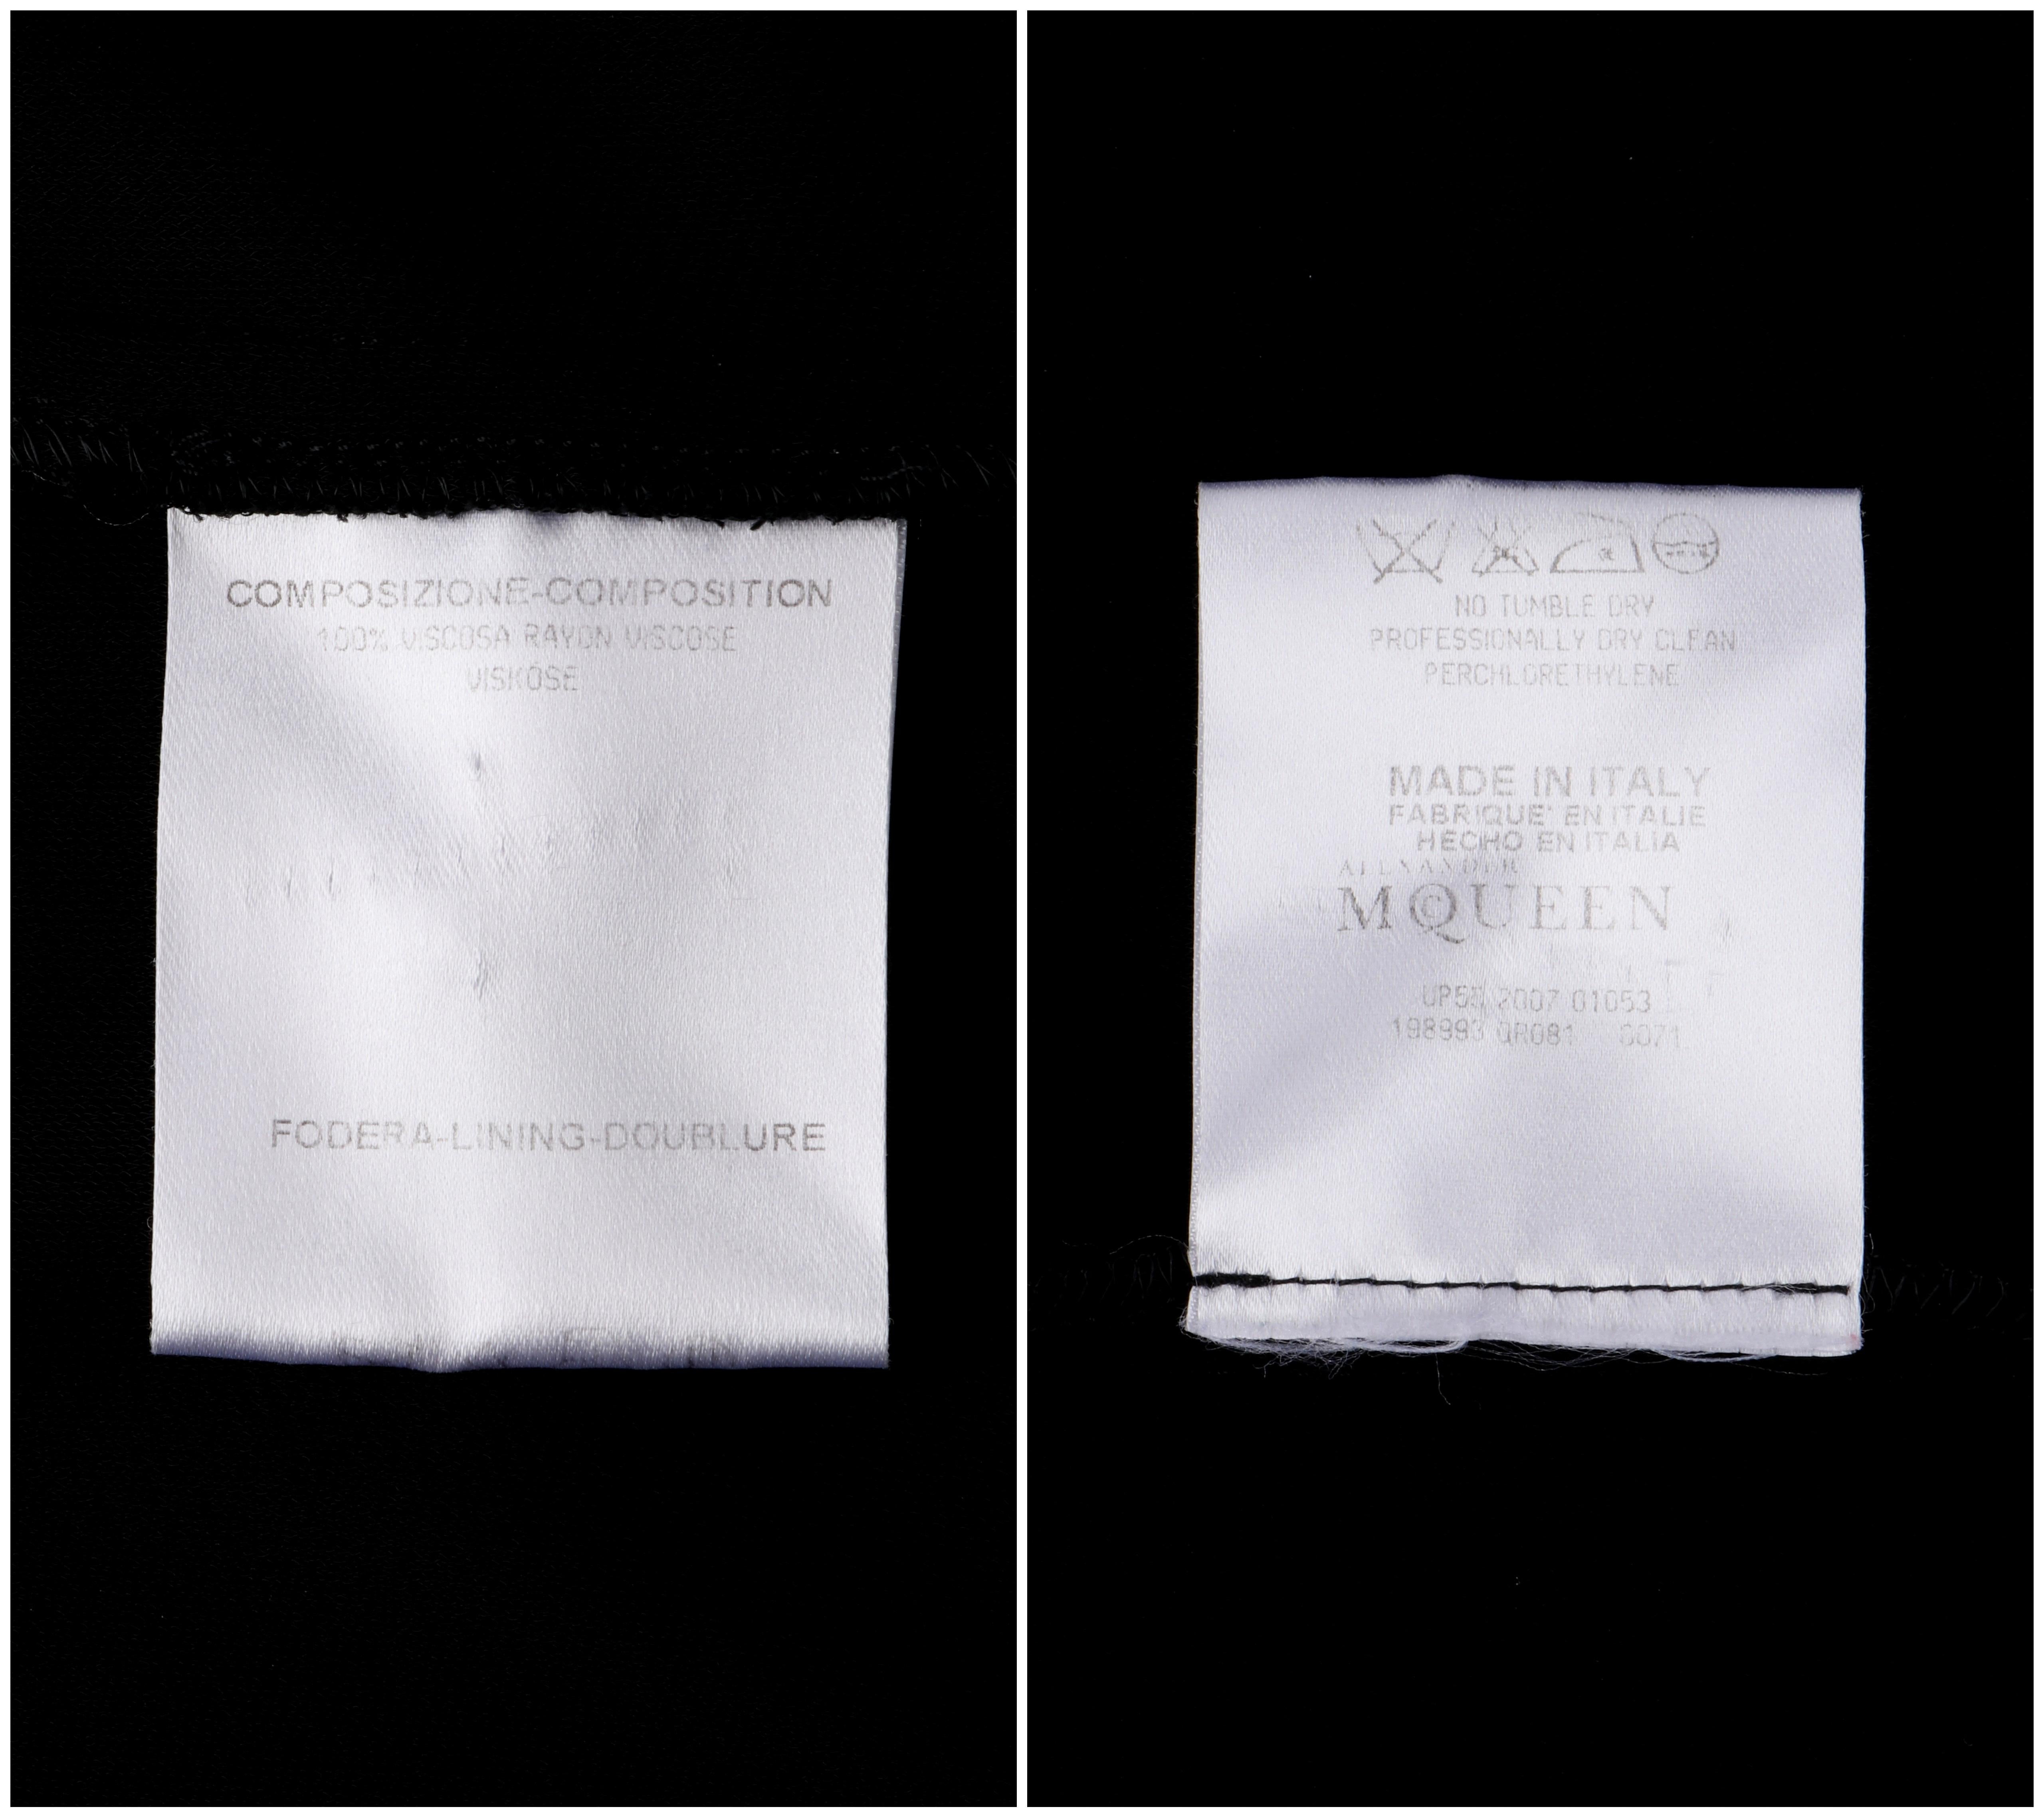 COMPOSIZIONE-COMPOSITION
100% VISCOSA RAYON VISCOSE
VISKOSE
FODERA-LINING-DOUBLURE
NO TUMBLE DRY
PROFESSIONALLY DRY CLEAN
PERCHLORETHYLENE
MADE IN ITALY
FABRIQUE' EN ITALIE
HECHO EN ITALIA
ALEXANDER
MCQUEEN
2007 01053
198993 QR081